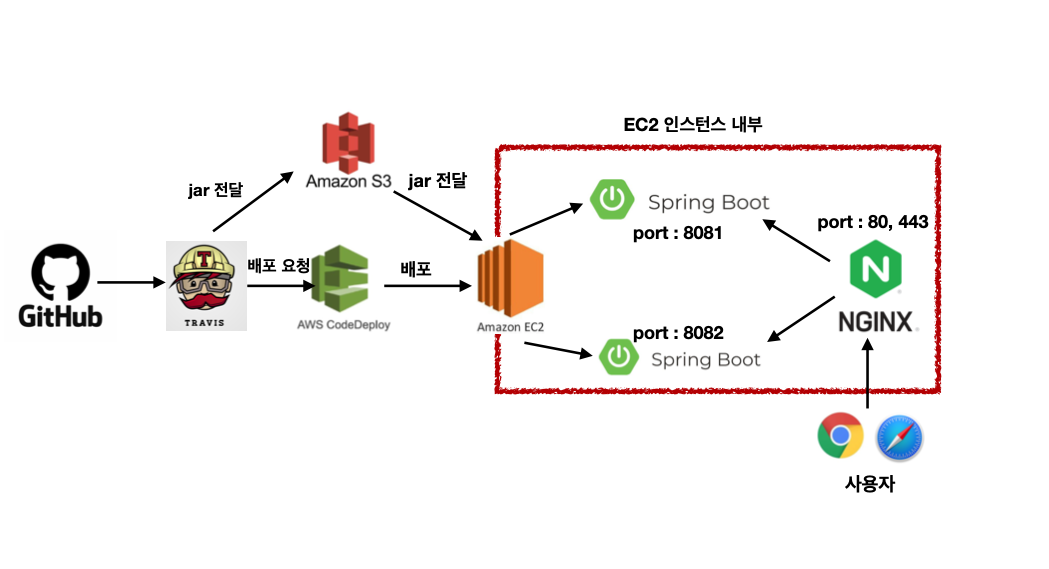 EC2 인스턴스 내부
Amazon S3
jar 전달
jar 전달
Spring Boot
port : 8081
port : 80, 443
GitHub
T
TRAVIS
배포 요청
AWS CodeDeploy
배포
Amazon EC2
N
NGINX
port : 8082
Spring Boot
사용자